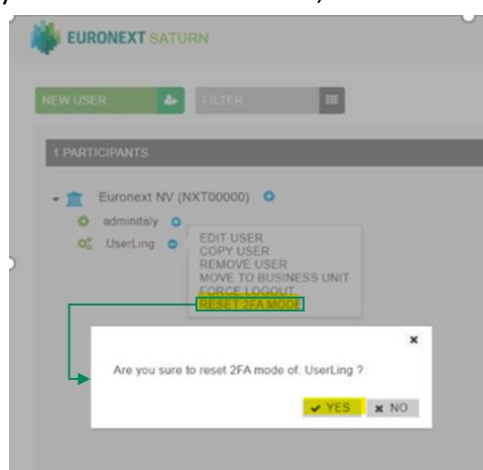 EURONEXT SATURN
NEW USER
FILTER
1 PARTICIPANTS
Euronext NV (NXT00000)
adminitaly
UserLing
EDIT USER
COPY USER
REMOVE USER
MOVE TO BUSINESS UNIT
FORCE LOGOUT
RESET 2FA MODE
Are you sure to reset 2FA mode of. UserLing ?
YES
NO